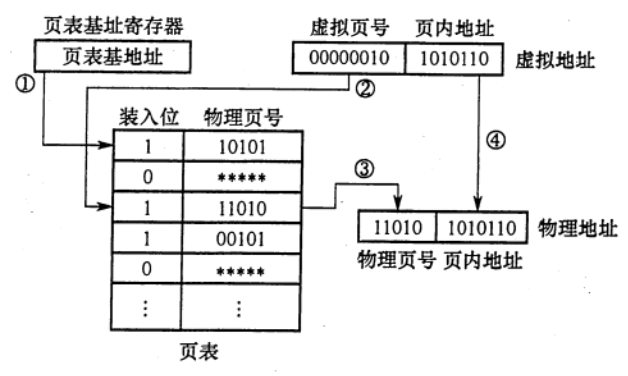 页表基址寄存器
页表基地址
①
虚拟页号 页内地址
00000010 1010110 虚拟地址
②
④
装入位 物理页号
1 10101
0 *****
1 11010
1 00101
0 *****
⋮ ⋮
页表
③
11010 1010110 物理地址
物理页号 页内地址